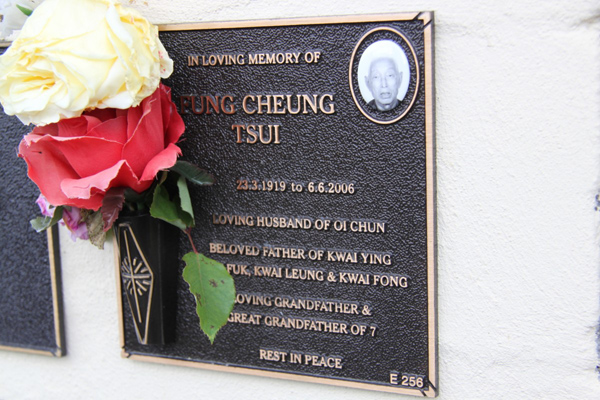 IN LOVING MEMORY OF
CHEUNG
TSUI
23.3.1919 to 6.6.2006
LOVING HUSBAND OF OI CHUN
BELOVED FATHER OF KWAI YING
FUK, KWAI LEUNG & KWAI FONG
LOVING GRANDFATHER &
GREAT GRANDFATHER OF 7
REST IN PEACE
E 256